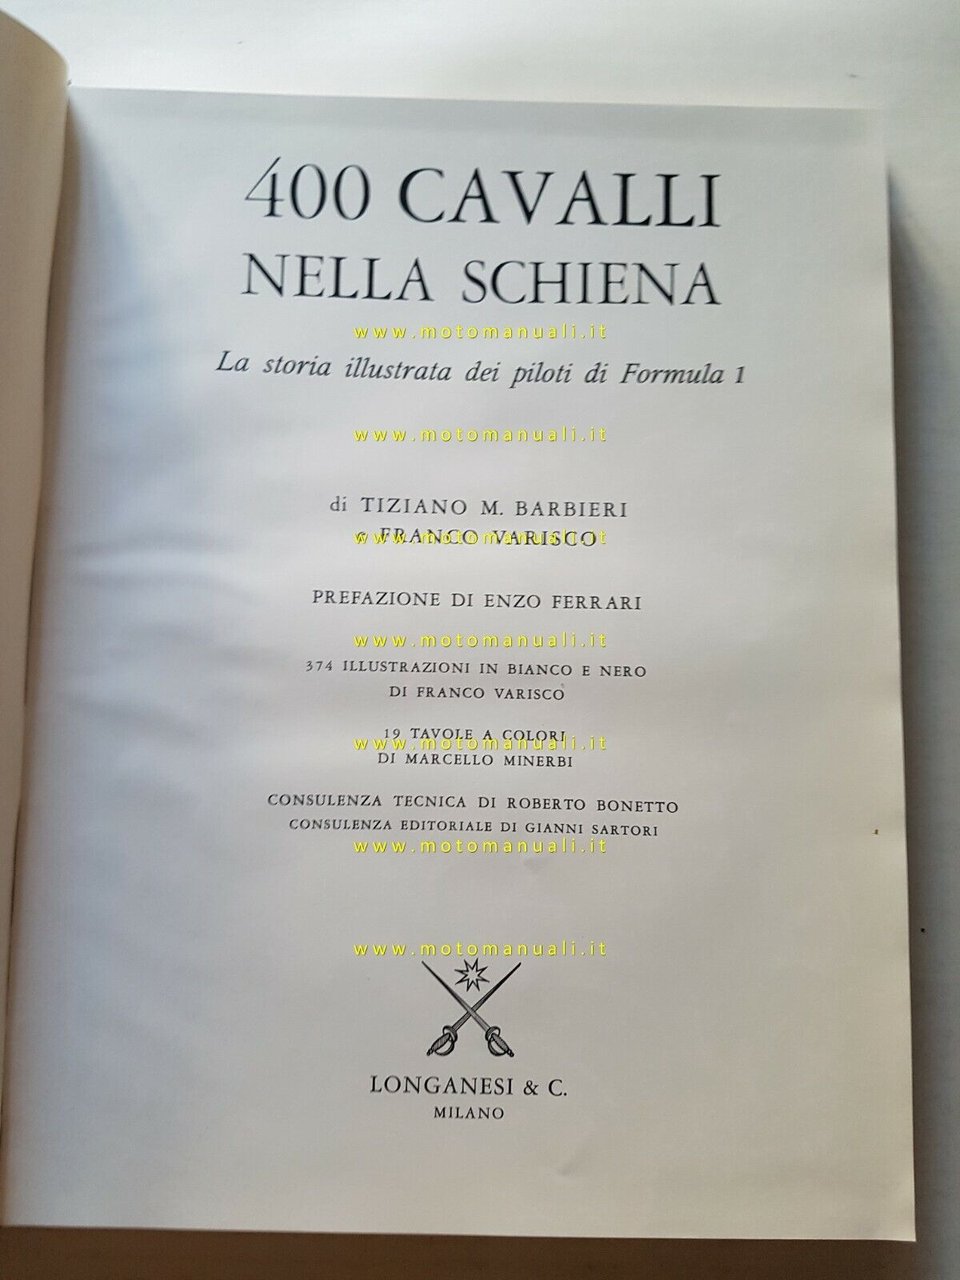 400 CAVALLI
NELLA SCHIENA
www.motomanuali.it
La storia illustrata dei piloti di Formula 1
www.motomanuali.it
di TIZIANO M. BARBIERI
e FRANCO VARISCO
www.motomanuali.it
PREFAZIONE DI ENZO FERRARI
www.motomanuali.it
374 ILLUSTRAZIONI IN BIANCO E NERO
DI FRANCO VARISCO
19 TAVOLE A COLORI
www.motomanuali.it
DI MARCELLO MINERBI
CONSULENZA TECNICA DI ROBERTO BONETTO
CONSULENZA EDITORIALE DI GIANNI SARTORI
www.motomanuali.it
www.motomanuali.it
LONGANESI & C.
MILANO